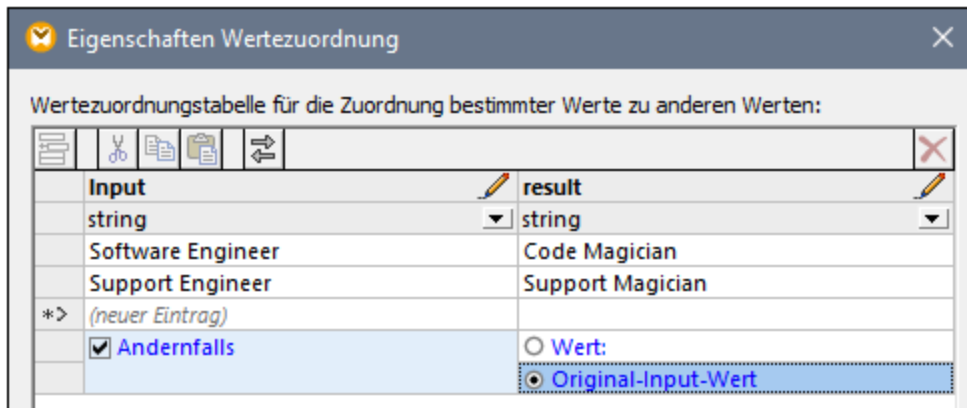 Eigenschaften Wertezuordnung
Wertezuordnungstabelle für die Zuordnung bestimmter Werte zu anderen Werten:
Input result
string string
Software Engineer Code Magician
Support Engineer Support Magician
(neuer Eintrag)
Andernfalls Wert:
Original-Input-Wert